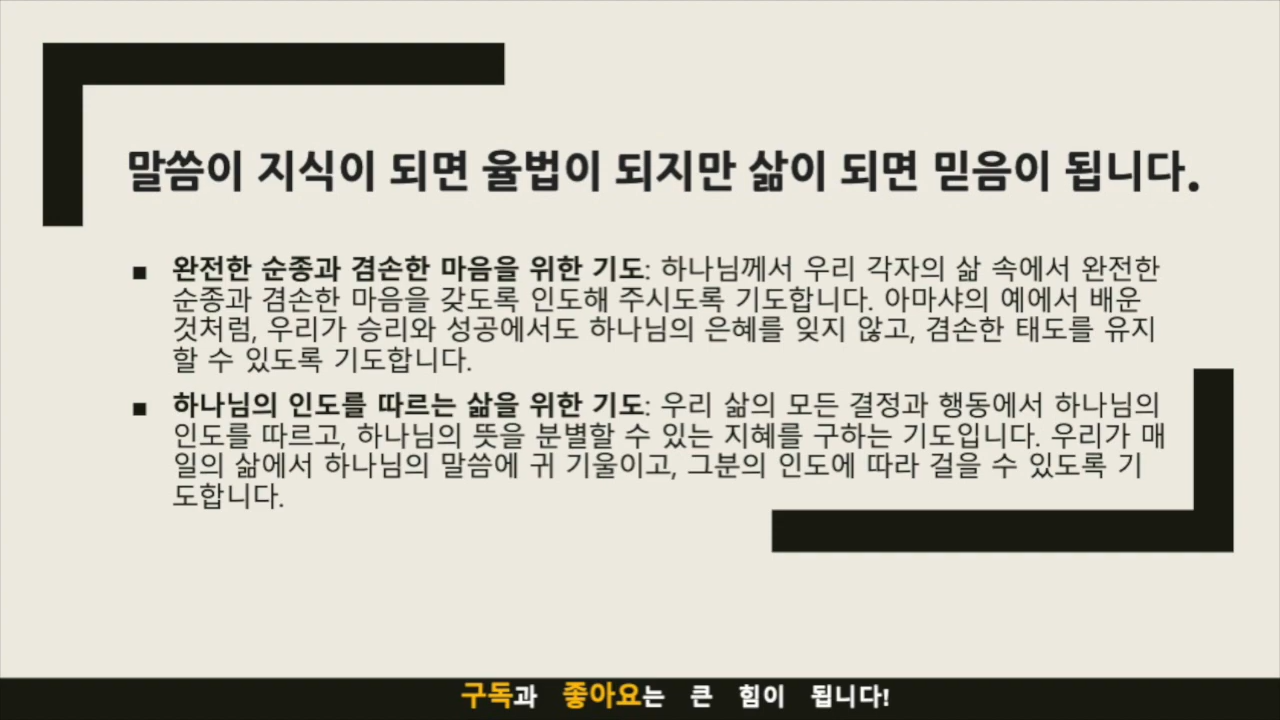 말씀이 지식이 되면 율법이 되지만 삶이 되면 믿음이 됩니다.
■ 완전한 순종과 겸손한 마음을 위한 기도: 하나님께서 우리 각자의 삶 속에서 완전한
순종과 겸손한 마음을 갖도록 인도해 주시도록 기도합니다. 아마샤의 예에서 배운
것처럼, 우리가 승리와 성공에서도 하나님의 은혜를 잊지 않고, 겸손한 태도를 유지
할 수 있도록 기도합니다.
■ 하나님의 인도를 따르는 삶을 위한 기도: 우리 삶의 모든 결정과 행동에서 하나님의
인도를 따르고, 하나님의 뜻을 분별할 수 있는 지혜를 구하는 기도입니다. 우리가 매
일의 삶에서 하나님의 말씀에 귀 기울이고, 그분의 인도에 따라 걸을 수 있도록 기
도합니다.
구독과 좋아요는 큰 힘이 됩니다!